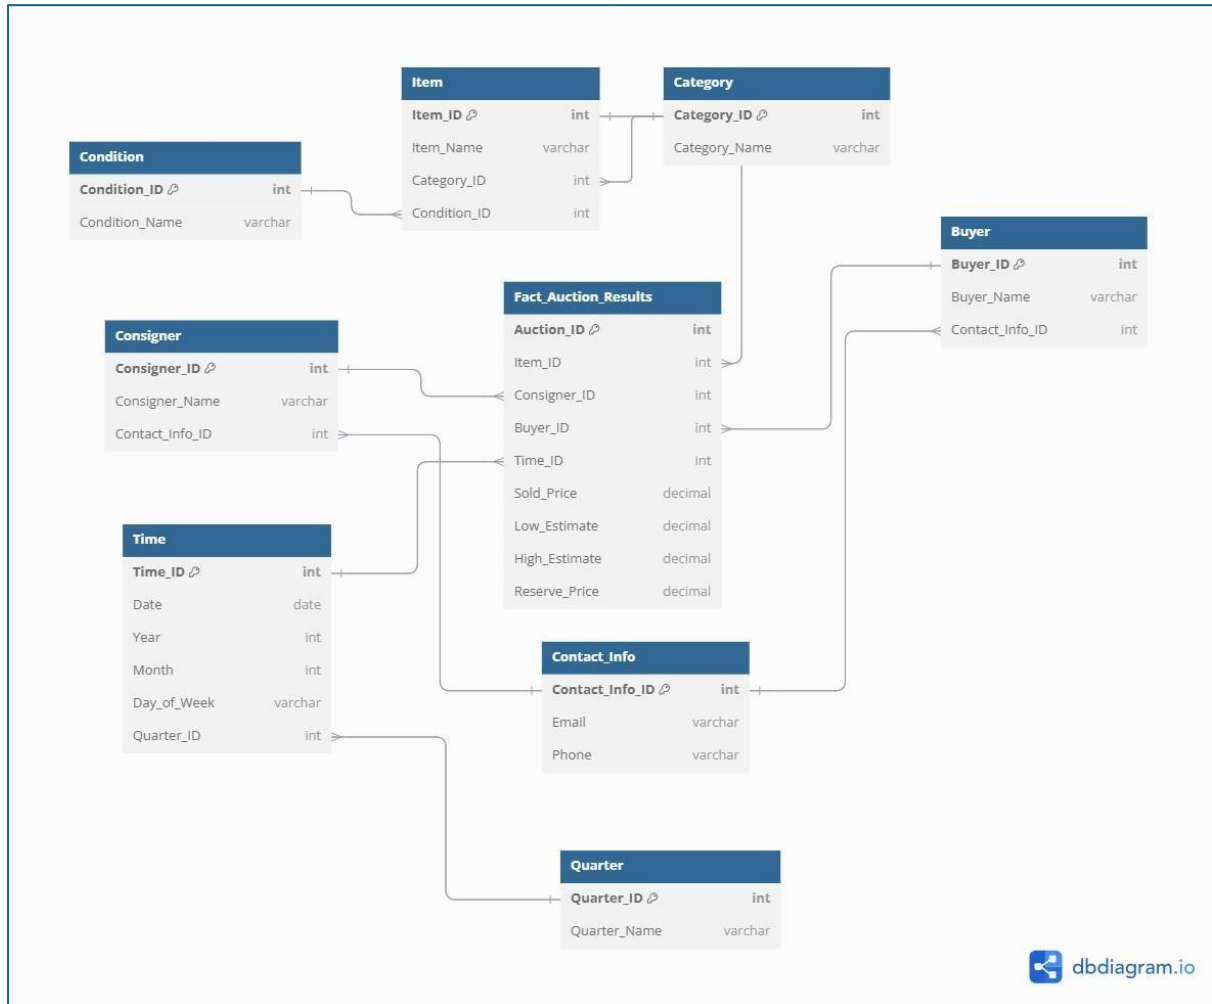 Item
Item_ID int
Item_Name varchar
Category_ID int
Condition_ID int
Category
Category_ID int
Category_Name varchar
Condition
Condition_ID int
Condition_Name varchar
Buyer
Buyer_ID int
Buyer_Name varchar
Contact_Info_ID int
Fact_Auction_Results
Auction_ID int
Item_ID int
Consigner_ID int
Buyer_ID int
Time_ID int
Sold_Price decimal
Low_Estimate decimal
High_Estimate decimal
Reserve_Price decimal
Consigner
Consigner_ID int
Consigner_Name varchar
Contact_Info_ID int
Time
Time_ID int
Date date
Year int
Month int
Day_of_Week varchar
Quarter_ID int
Contact_Info
Contact_Info_ID int
Email varchar
Phone varchar
Quarter
Quarter_ID int
Quarter_Name varchar
dbdiagram.io